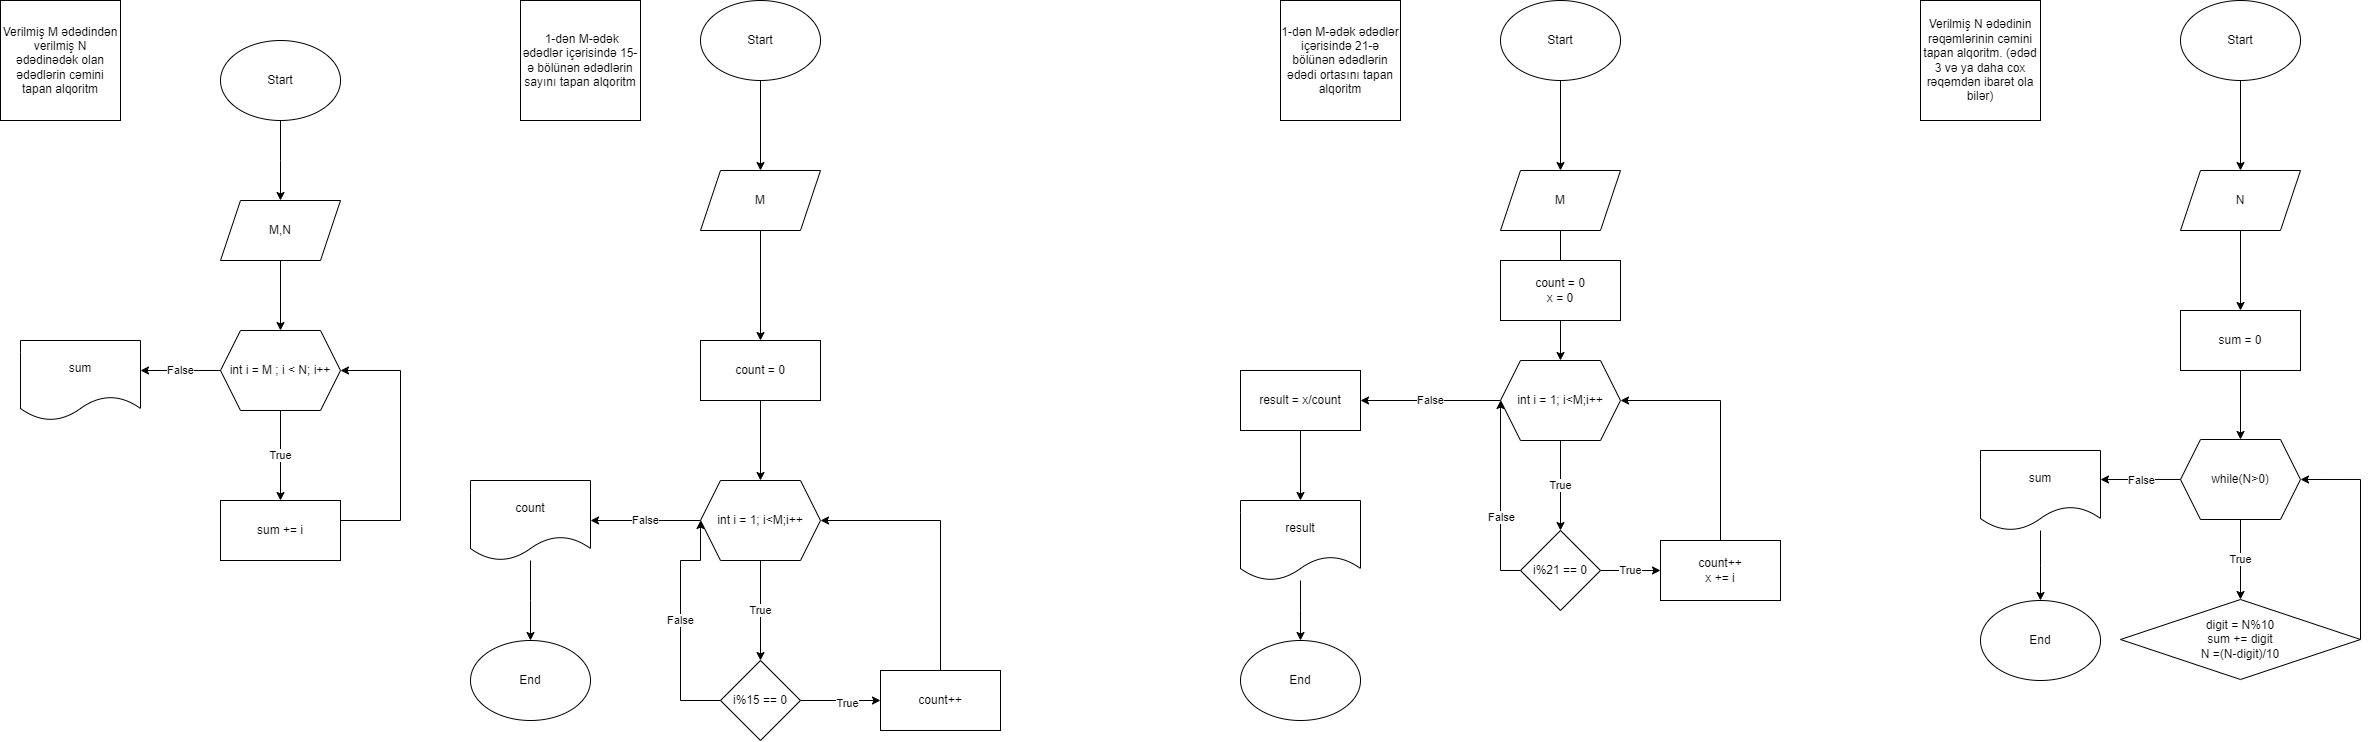 Verilmiş M ədədindən
verilmiş N
ədədinədək olan
ədədlərin cəmini
tapan alqoritm
Start
M,N
int i = M ; i < N; i++
False
sum
True
sum += i
1-dən M-ədək
ədədlər içərisində 15-
ə bölünən ədədlərin
sayını tapan alqoritm
Start
M
count = 0
int i = 1; i<M;i++
False
count
End
False
True
i%15 == 0
True
count++
1-dən M-ədək ədədlər
içərisində 21-ə
bölünən ədədlərin
ədədi ortasını tapan
alqoritm
Start
M
count = 0
x = 0
int i = 1; i<M;i++
False
result = x/count
result
End
True
False
i%21 == 0
True
count++
x += i
Verilmiş N ədədinin
rəqəmlərinin cəmini
tapan alqoritm. (ədəd
3 və ya daha cox
rəqəmdən ibarət ola
bilər)
Start
N
sum = 0
while(N>0)
False
sum
End
True
digit = N%10
sum += digit
N =(N-digit)/10